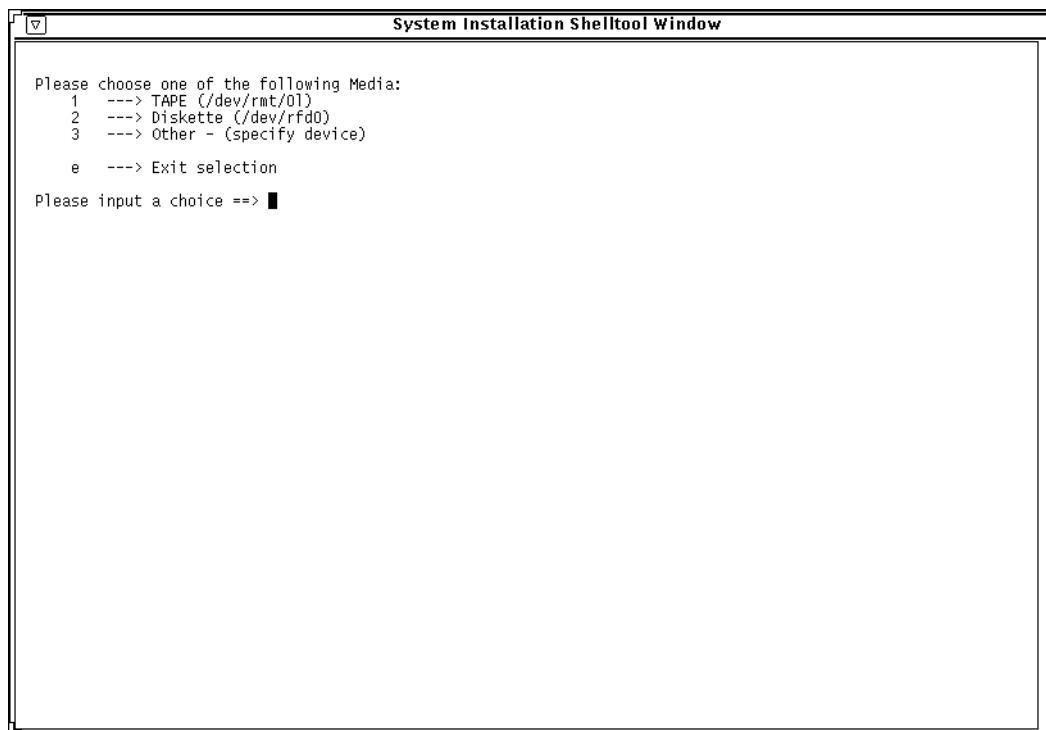 System Installation Shelltool Window
Please choose one of the following Media:
1 ---> TAPE (/dev/rmt/0l)
2 ---> Diskette (/dev/rfd0)
3 ---> Other - (specify device)
e ---> Exit selection
Please input a choice ==>